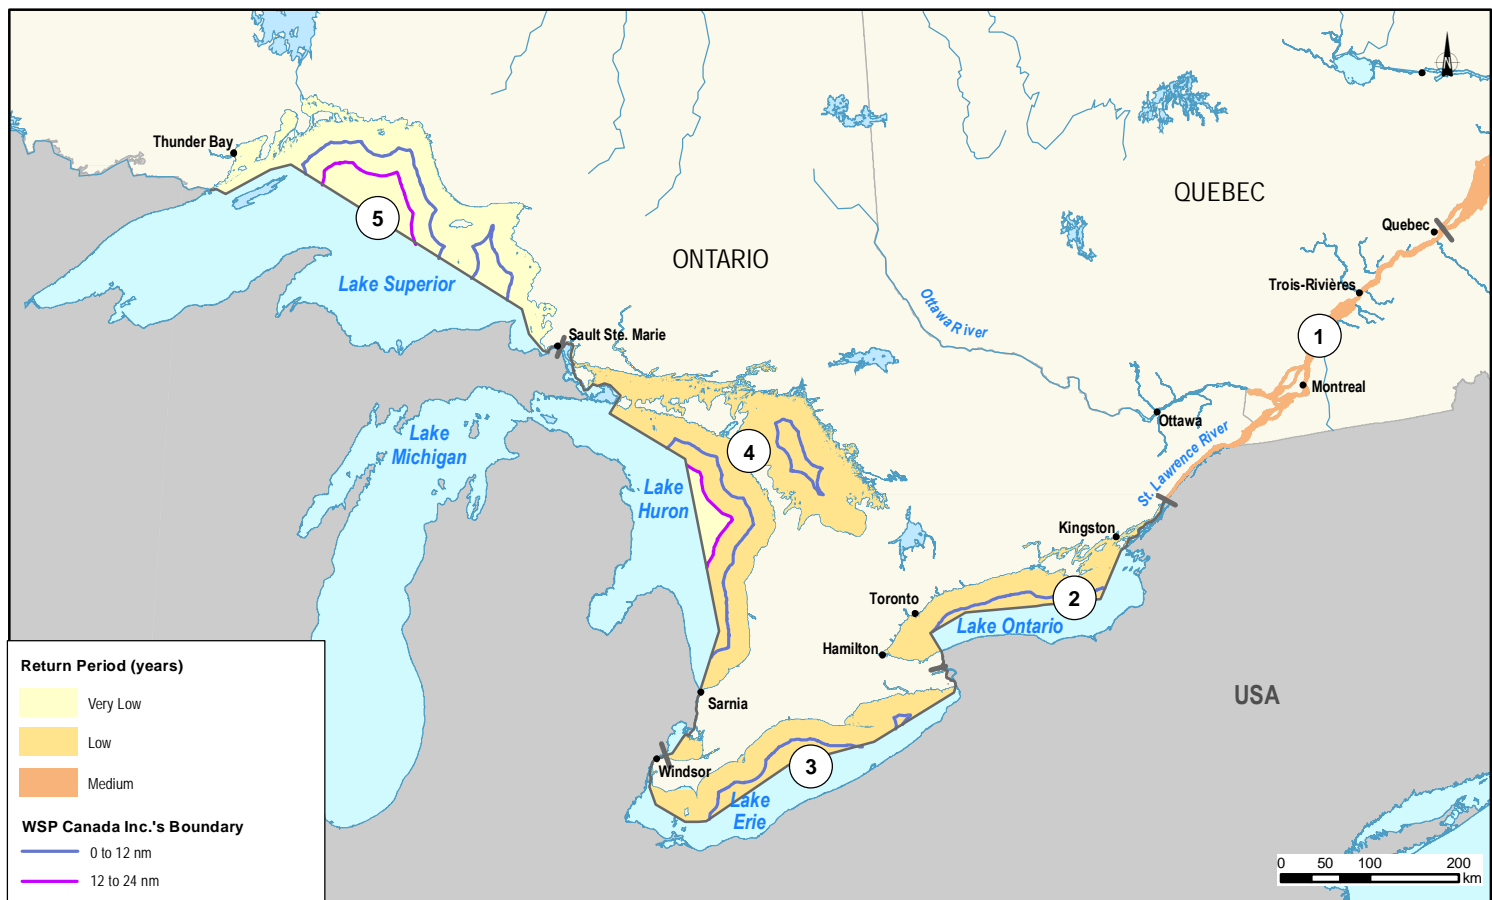 Thunder Bay
QUEBEC
5
Quebec
ONTARIO
Lake Superior
Trois-Rivières
Ottawa River
1
Sault Ste. Marie
Montreal
Ottawa
Lake
Michigan
4
St. Lawrence River
Lake
Huron
Kingston
Toronto
2
Lake Ontario
Hamilton
USA
Sarnia
3
Windsor
Lake
Erie
Return Period (years)
Very Low
Low
Medium
WSP Canada Inc.'s Boundary
0 to 12 nm
12 to 24 nm
0 50 100 200
km